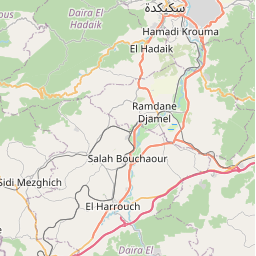 Daira El
Hadaik
سكيكدة
Hamadi Krouma
El Hadaik
Ramdane
Djamel
Salah Bouchaour
Sidi Mezghich
El Harrouch
Daira El